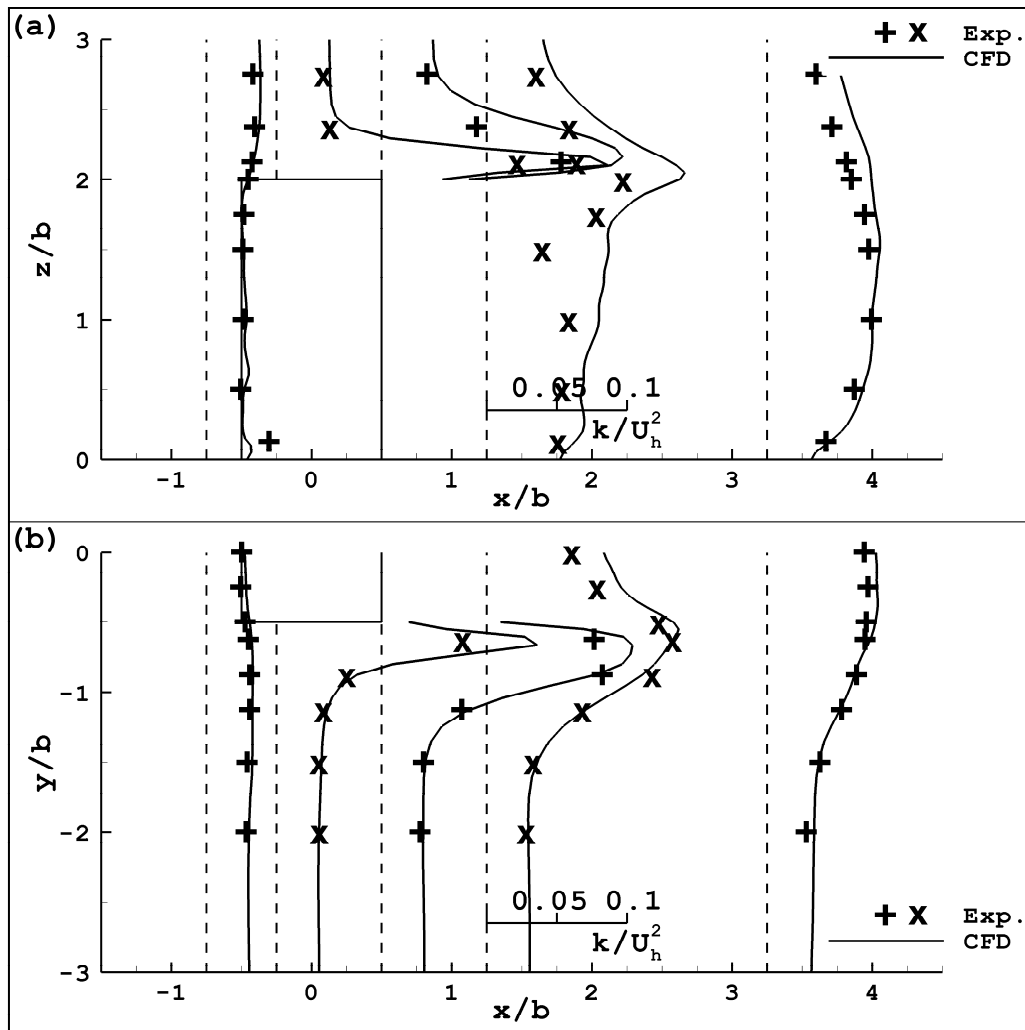 (a)
Exp.
CFD
3
2
1
0
z/b
0.05 0.1
k/U_h^2
-1 0 1 2 3 4
x/b
(b)
0
-1
-2
-3
y/b
0.05 0.1
k/U_h^2
Exp.
CFD
-1 0 1 2 3 4
x/b